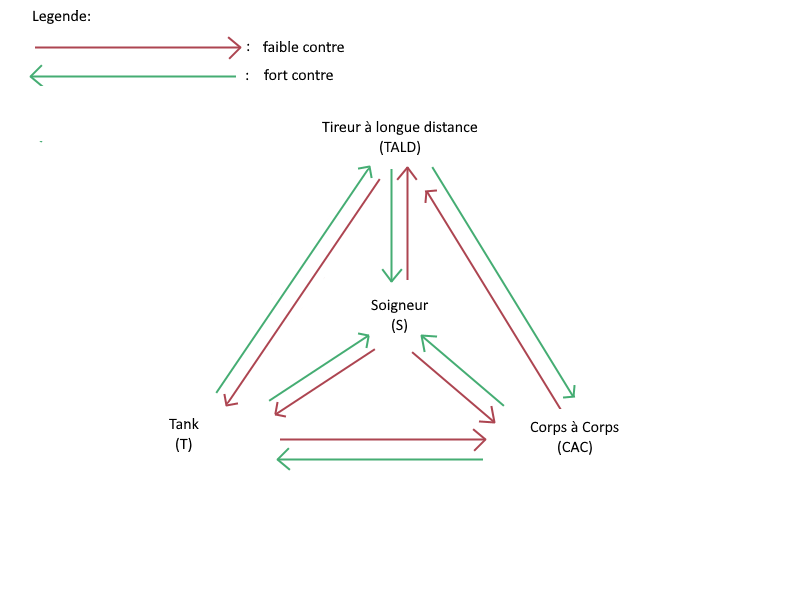 Legende:
: faible contre
: fort contre
Tireur à longue distance
(TALD)
Soigneur
(S)
Tank
(T)
Corps à Corps
(CAC)